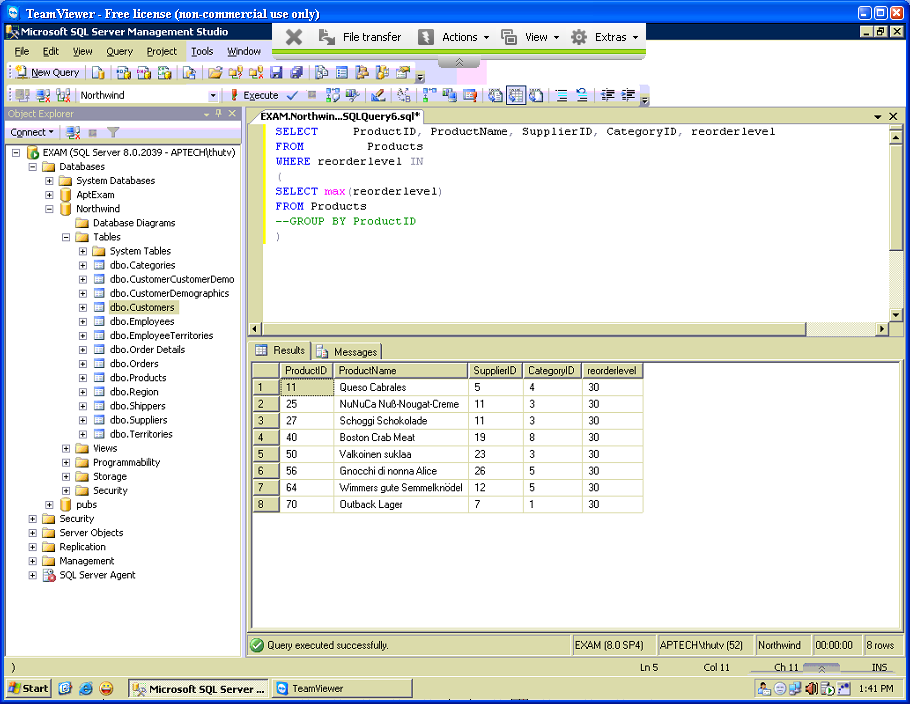 TeamViewer - Free license (non-commercial use only)
Microsoft SQL Server Management Studio
File transfer Actions View Extras
File Edit View Query Project Tools Window
New Query
Northwind Execute
Object Explorer
Connect
EXAM (SQL Server 8.0.2039 - APTECH\thutv)
Databases
System Databases
AptExam
Northwind
Database Diagrams
Tables
System Tables
dbo.Categories
dbo.CustomerCustomerDemo
dbo.CustomerDemographics
dbo.Customers
dbo.Employees
dbo.EmployeeTerritories
dbo.Order Details
dbo.Orders
dbo.Products
dbo.Region
dbo.Shippers
dbo.Suppliers
dbo.Territories
Views
Programmability
Storage
Security
pubs
Security
Server Objects
Replication
Management
SQL Server Agent
EXAM.Northwin...SQLQuery6.sql*
SELECT ProductID, ProductName, SupplierID, CategoryID, reorderlevel
FROM Products
WHERE reorderlevel IN
(
SELECT max(reorderlevel)
FROM Products
--GROUP BY ProductID
)
Results Messages
ProductID ProductName SupplierID CategoryID reorderlevel
1 11 Queso Cabrales 5 4 30
2 25 NuNuCa Nuß-Nougat-Creme 11 3 30
3 27 Schoggi Schokolade 11 3 30
4 40 Boston Crab Meat 19 8 30
5 50 Valkoinen suklaa 23 3 30
6 56 Gnocchi di nonna Alice 26 5 30
7 64 Wimmers gute Semmelknödel 12 5 30
8 70 Outback Lager 7 1 30
Query executed successfully. EXAM (8.0 SP4) APTECH\thutv (52) Northwind 00:00:00 8 rows
) Ln 5 Col 11 Ch 11 INS
Start Microsoft SQL Server ... TeamViewer 1:41 PM